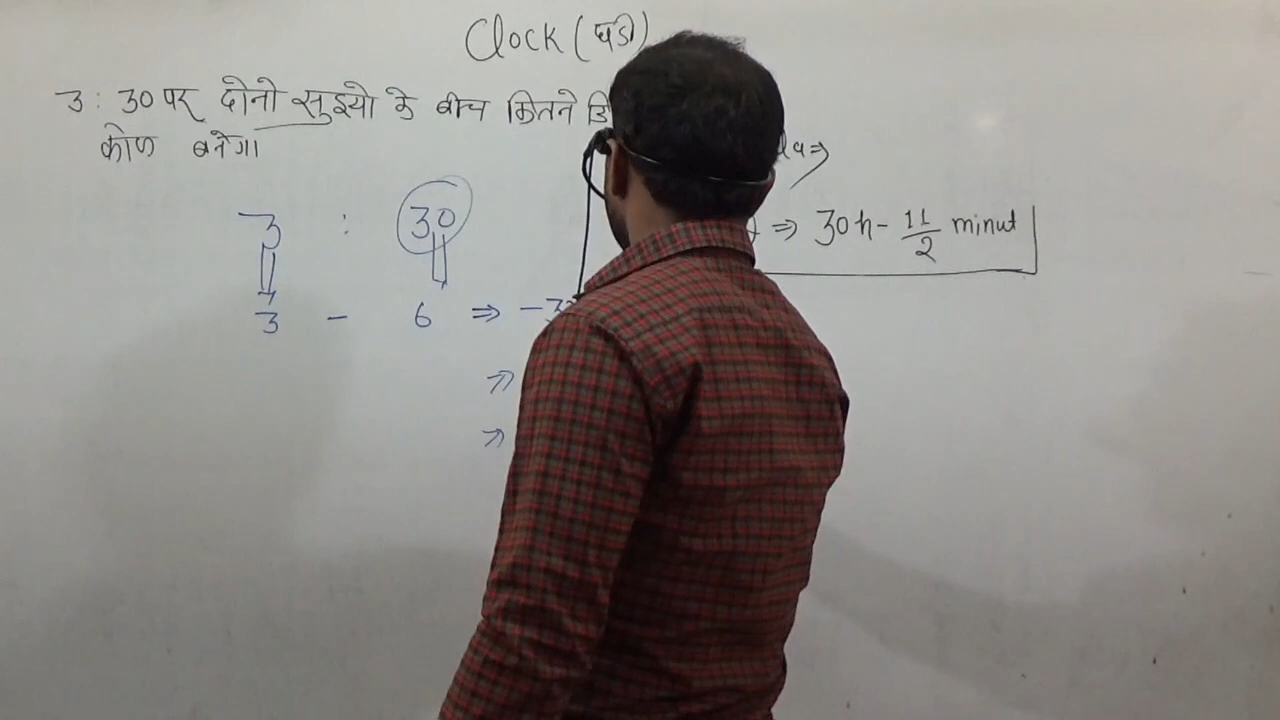 Clock (घडी)
3 : 30 पर दोनो सुइयो के बीच कितने
कोण बनेगा
⇒ 30h - 11/2 minut
3 : 30
3 - 6 ⇒ -3